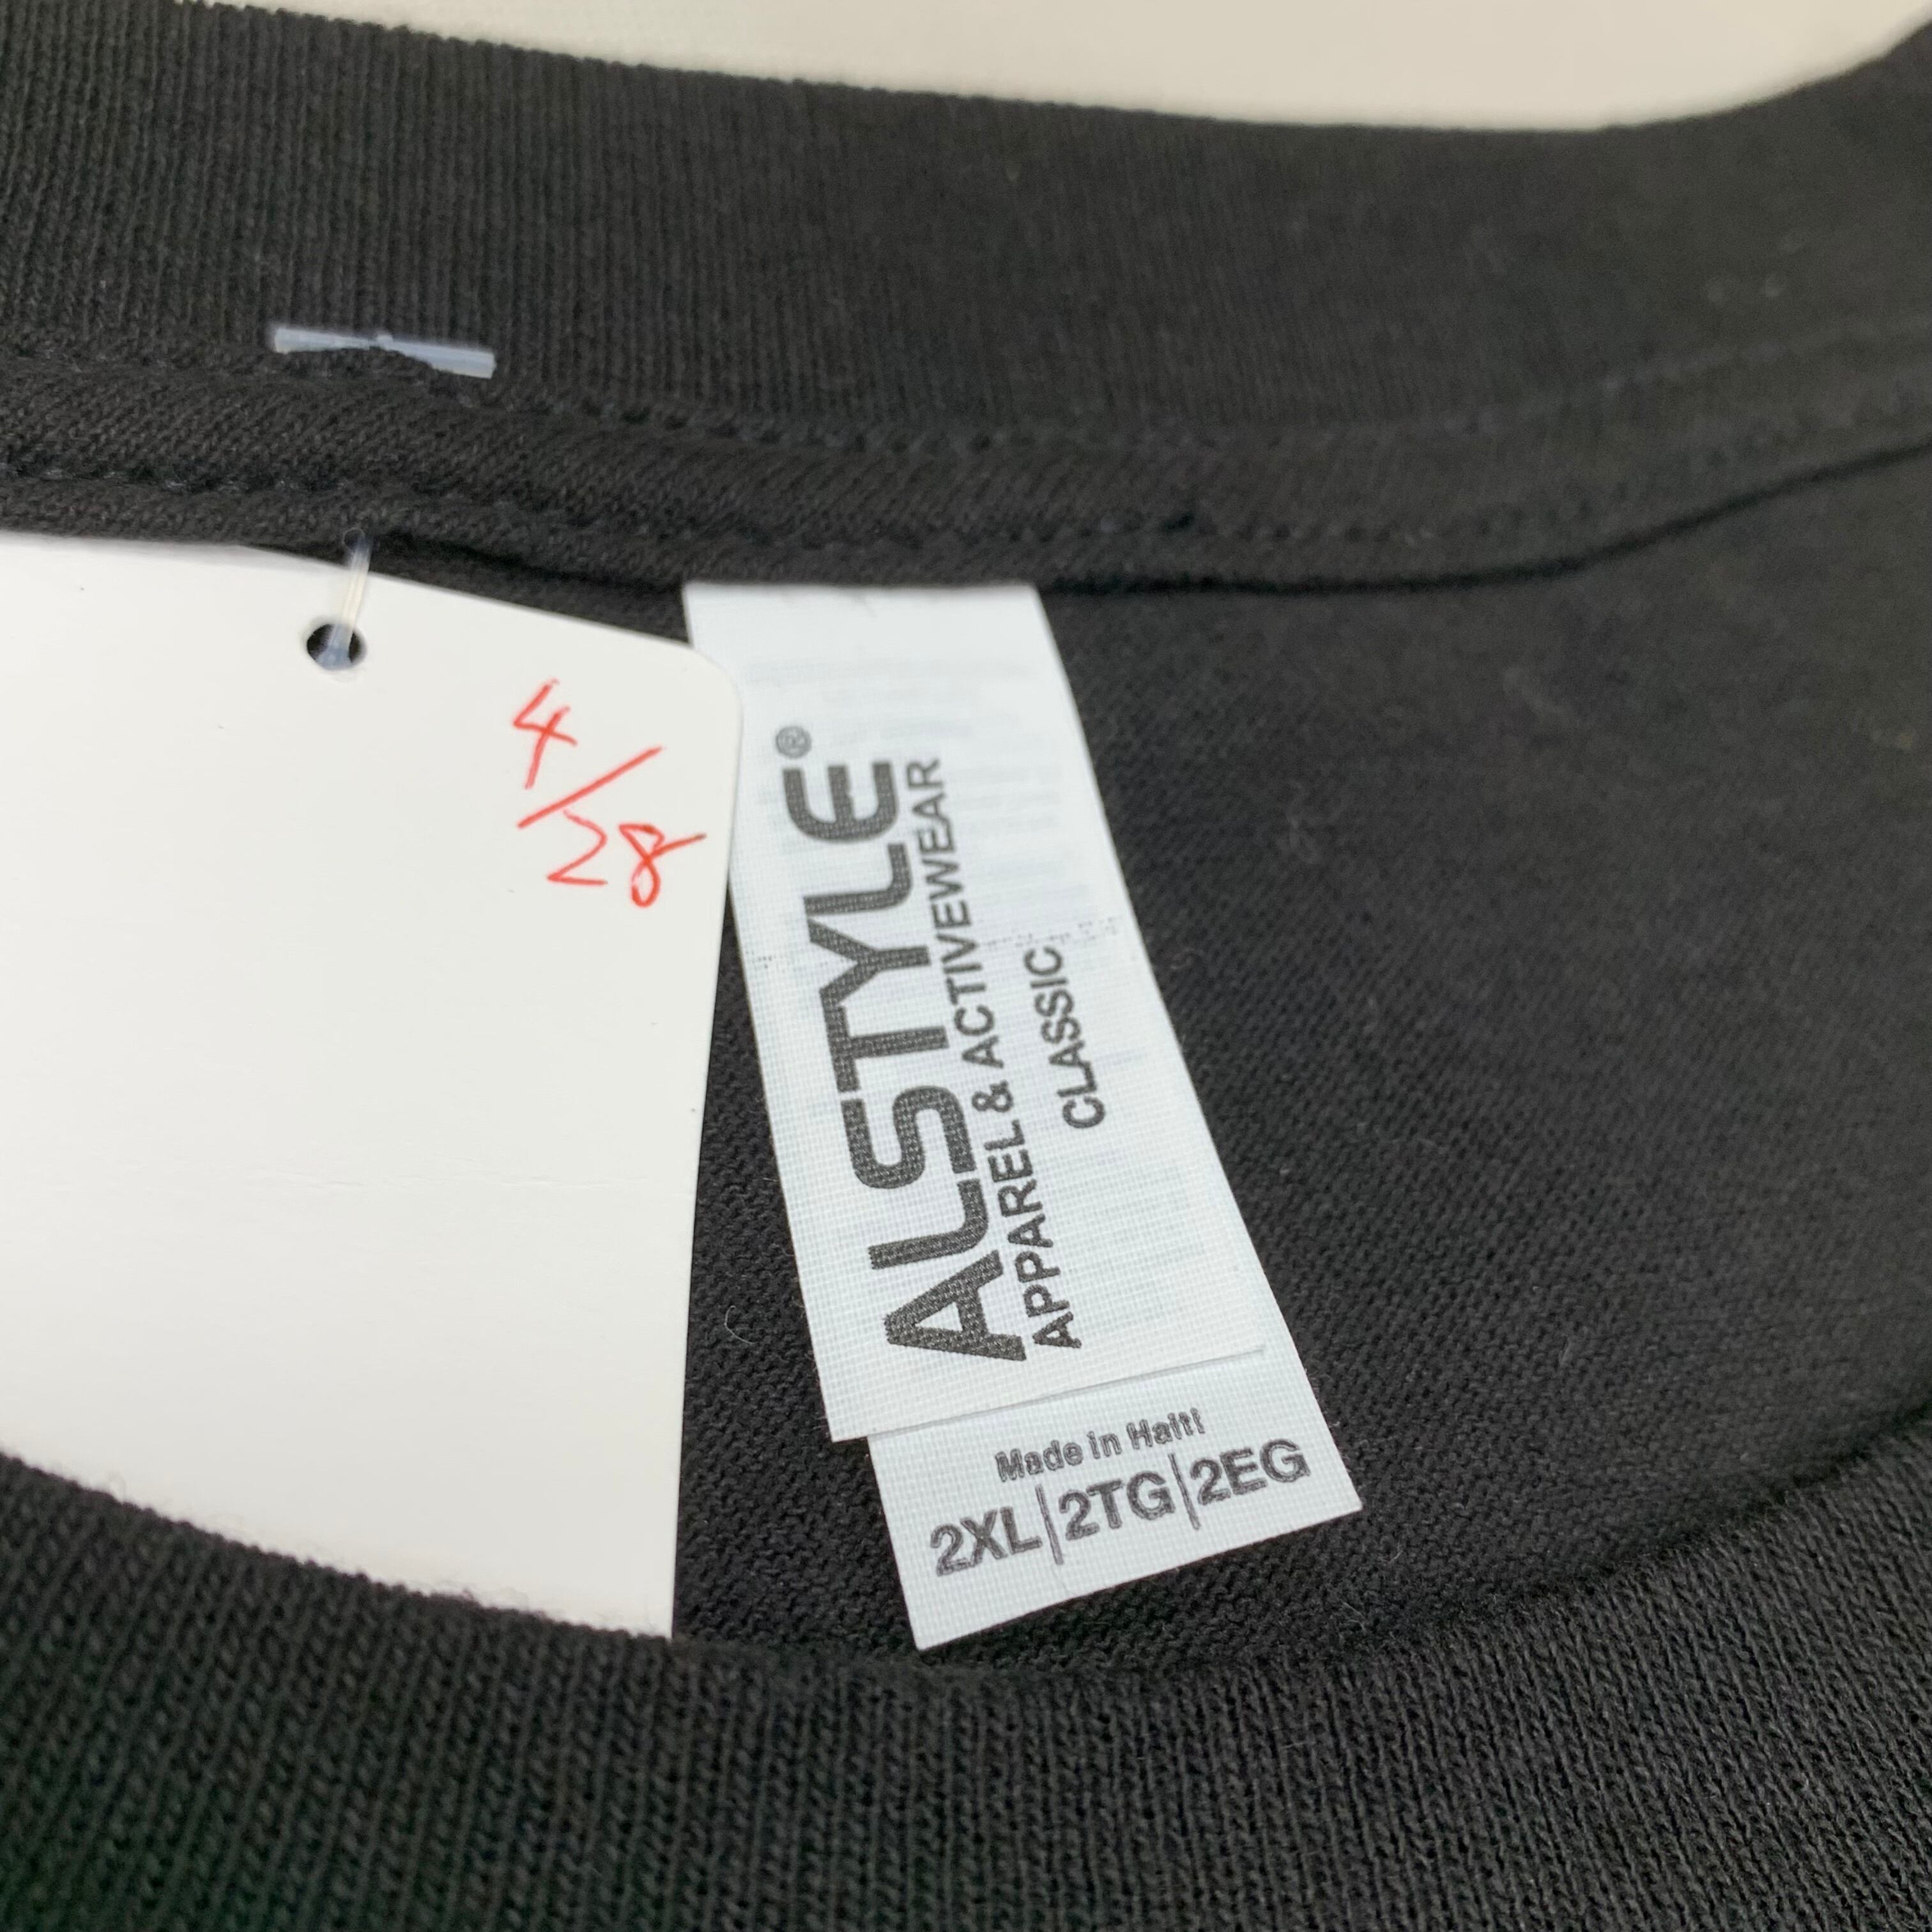 4/28
ALSTYLE®
APPAREL & ACTIVEWEAR
CLASSIC
Made in Haiti
2XL|2TG|2EG